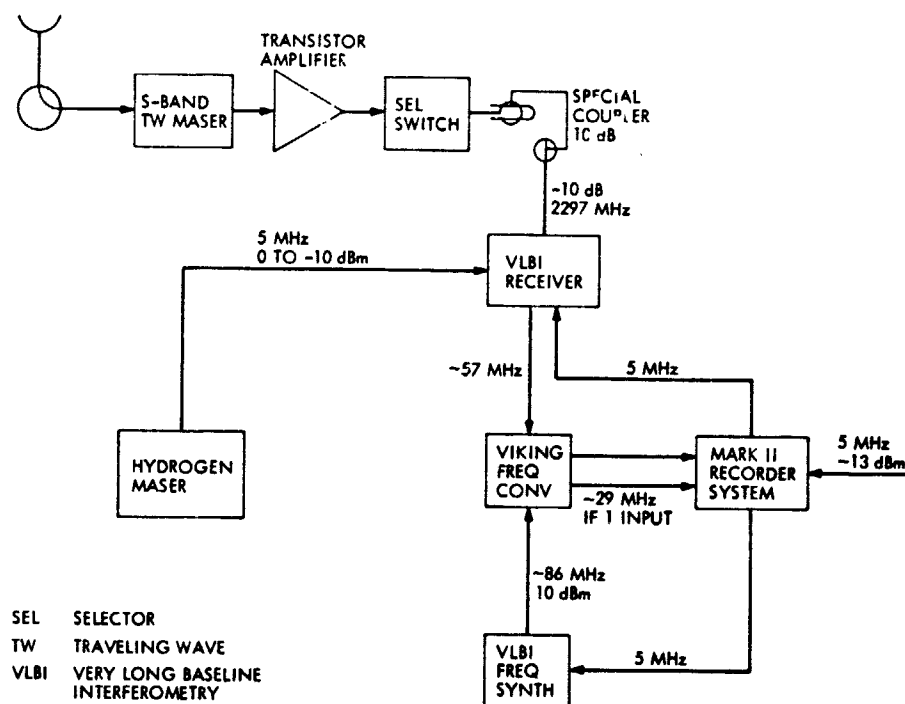 TRANSISTOR
AMPLIFIER
S-BAND
TW MASER
SEL
SWITCH
SPECIAL
COUPLER
10 dB
~10 dB
2297 MHz
5 MHz
0 TO -10 dBm
VLBI
RECEIVER
~57 MHz
5 MHz
HYDROGEN
MASER
VIKING
FREQ
CONV
MARK II
RECORDER
SYSTEM
5 MHz
~13 dBm
~29 MHz
IF 1 INPUT
~86 MHz
10 dBm
VLBI
FREQ
SYNTH
5 MHz
SEL SELECTOR
TW TRAVELING WAVE
VLBI VERY LONG BASELINE
INTERFEROMETRY